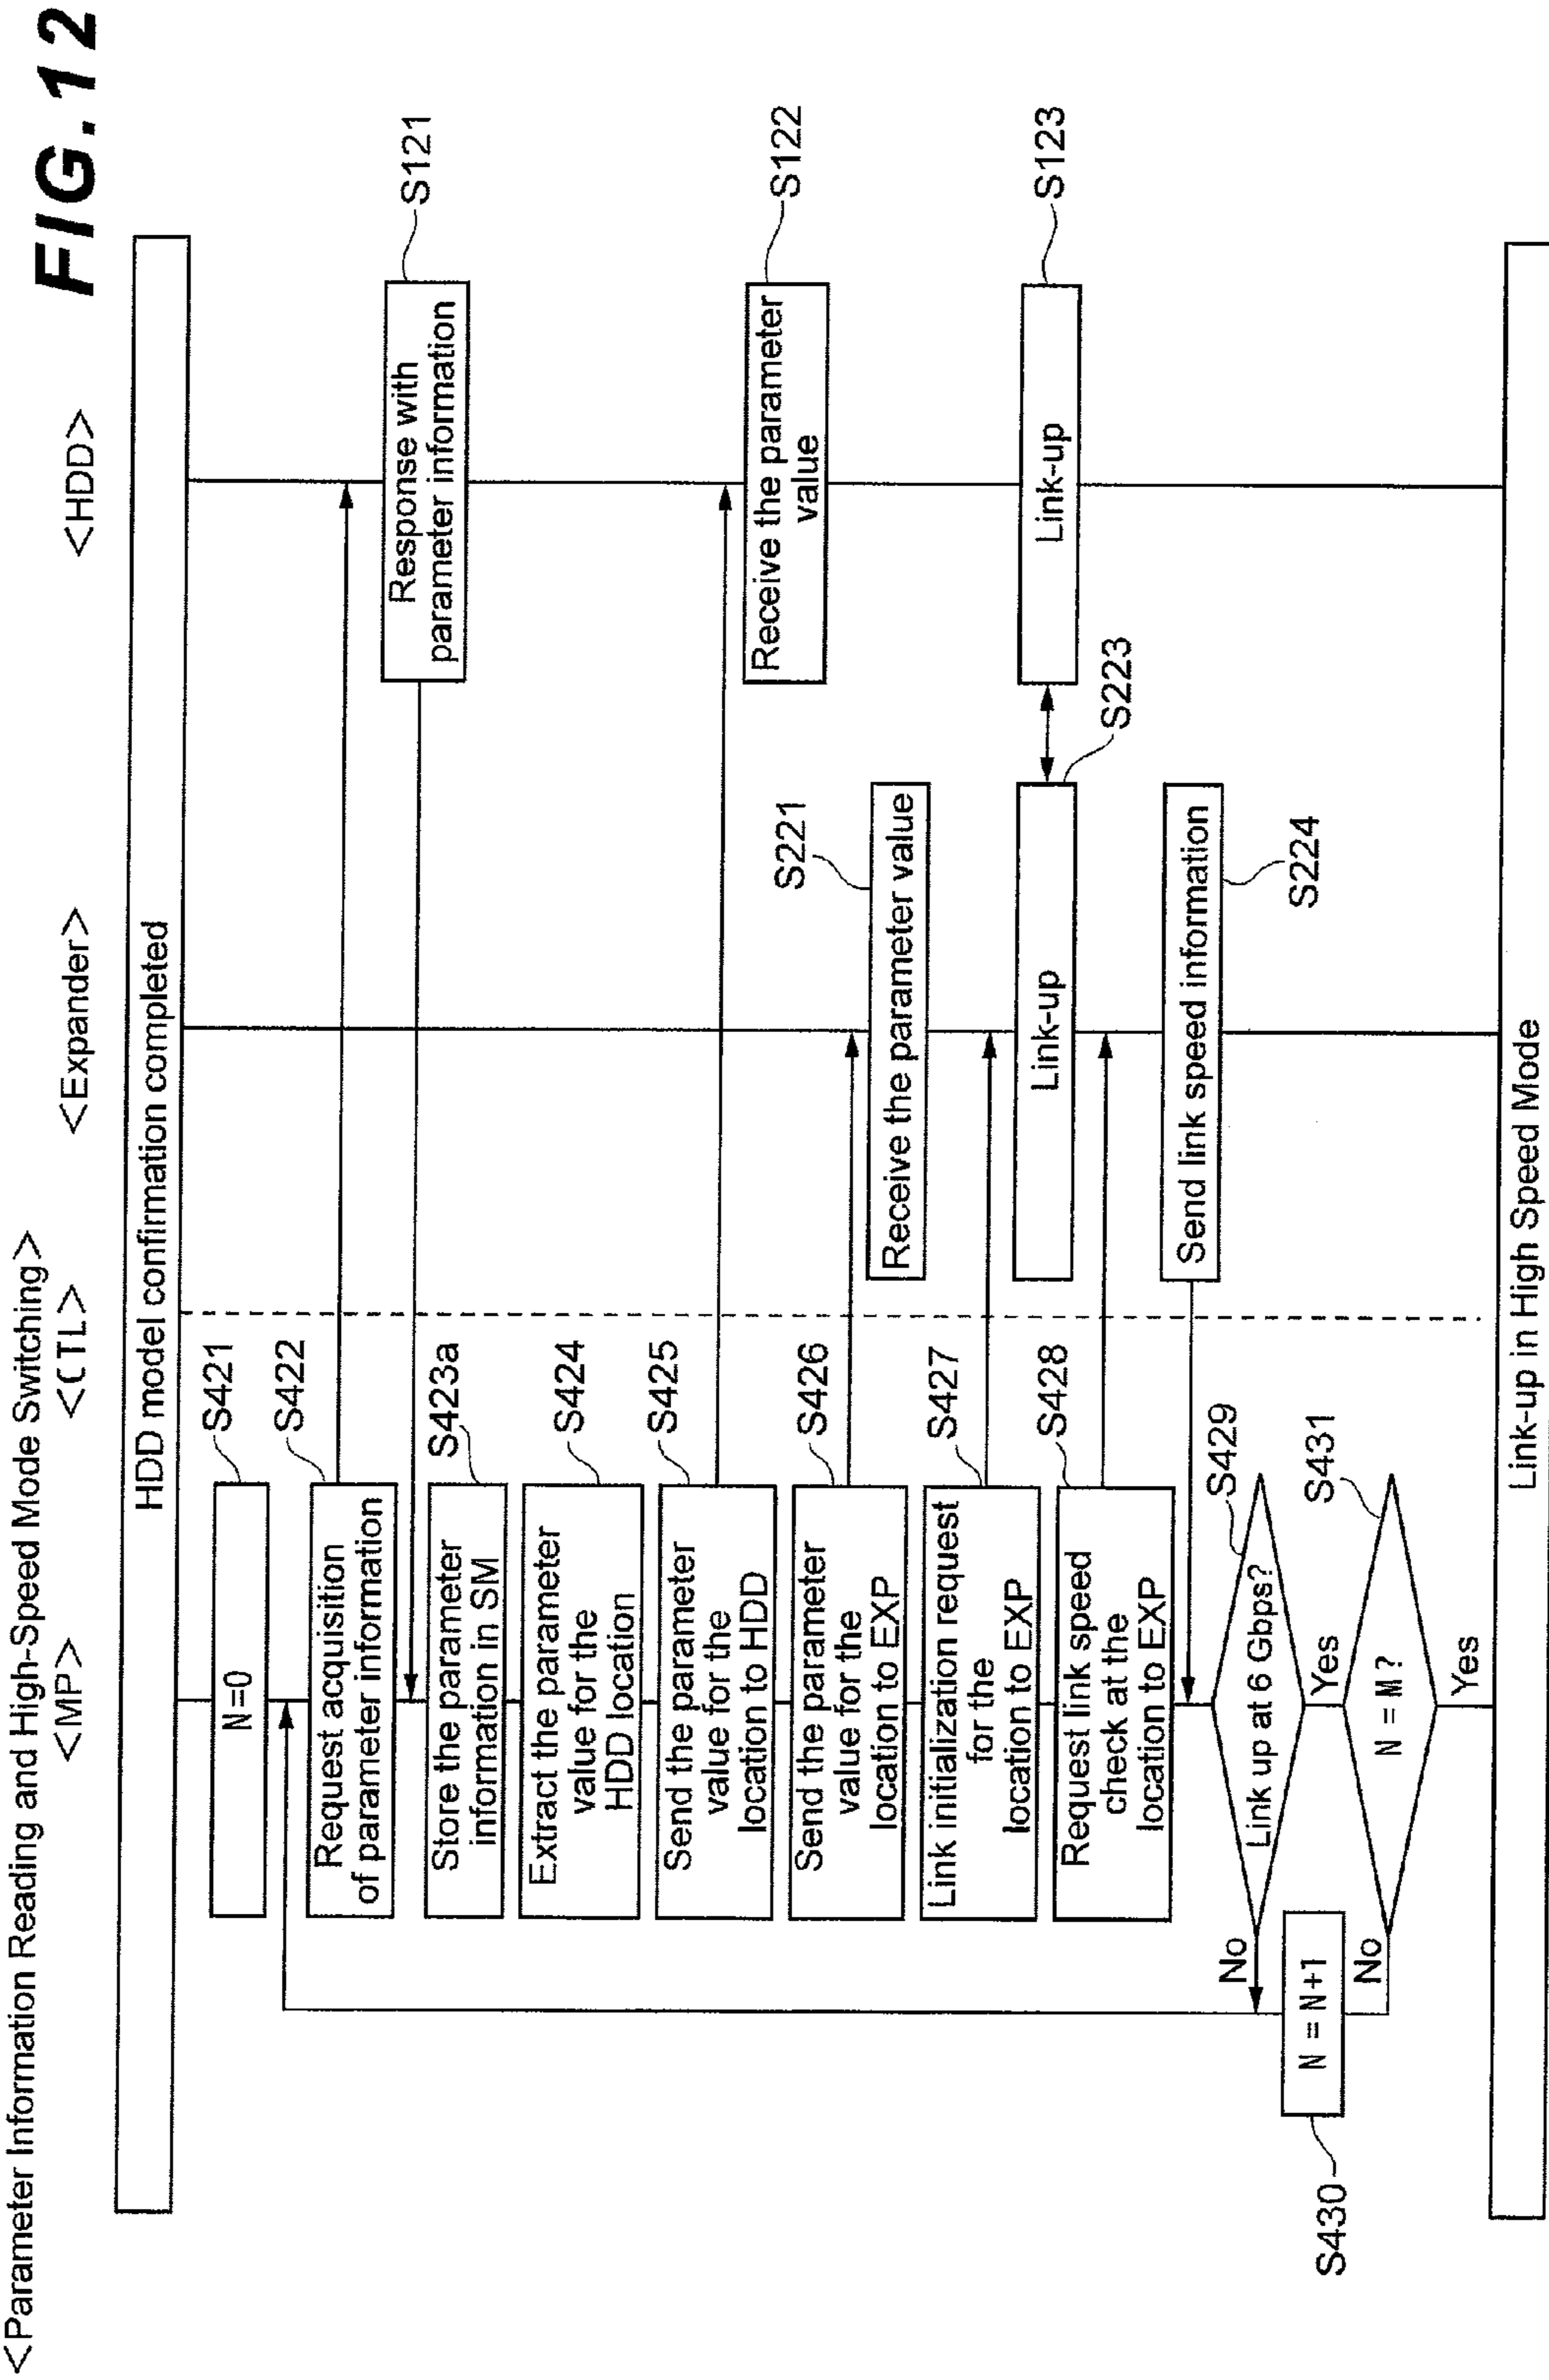 FIG.12
<Parameter Information Reading and High-Speed Mode Switching>
<MP>
<CTL>
<Expander>
<HDD>
HDD model confirmation completed
S421
N=0
S422
Request acquisition
of parameter information
S121
Response with
parameter information
S423a
Store the parameter
information in SM
S424
Extract the parameter
value for the
HDD location
S425
Send the parameter
value for the
location to HDD
S122
Receive the parameter
value
S426
Send the parameter
value for the
location to EXP
S221
Receive the parameter value
S427
Link initialization request
for the
location to EXP
Link-up
S223
Link-up
S123
S428
Request link speed
check at the
location to EXP
Send link speed information
S224
S429
Link up at 6 Gbps?
No
Yes
S430
N = N+1
S431
N = M ?
No
Yes
Link-up in High Speed Mode